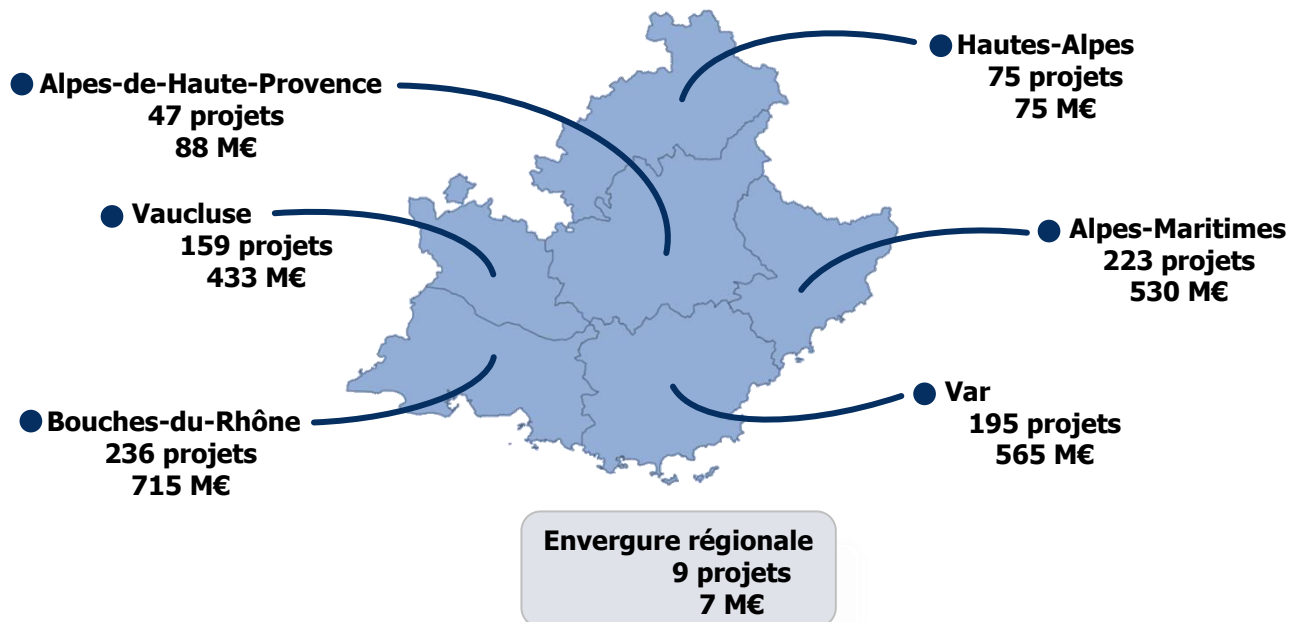 Hautes-Alpes
75 projets
75 M€
Alpes-de-Haute-Provence
47 projets
88 M€
Vaucluse
159 projets
433 M€
Alpes-Maritimes
223 projets
530 M€
Bouches-du-Rhône
236 projets
715 M€
Var
195 projets
565 M€
Envergure régionale
9 projets
7 M€